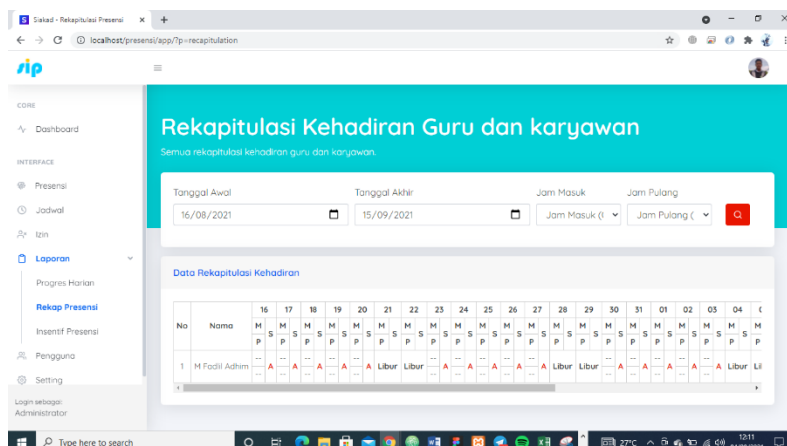 Siakad - Rekapitulasi Presensi
localhost/presensi/app/?p=recapitulation
sip
CORE
Dashboard
INTERFACE
Presensi
Jadwal
Izin
Laporan
Progres Harian
Rekap Presensi
Insentif Presensi
Pengguna
Setting
Login sebagai:
Administrator
Rekapitulasi Kehadiran Guru dan karyawan
Semua rekapitulasi kehadiran guru dan karyawan.
Tanggal Awal Tanggal Akhir Jam Masuk Jam Pulang
16/08/2021 15/09/2021 Jam Masuk ( Jam Pulang (
Data Rekapitulasi Kehadiran
16 17 18 19 20 21 22 23 24 25 26 27 28 29 30 31 01 02 03 04
No Nama M S M S M S M S M S M S M S M S M S M S M S M S M S M S M S M S M S M S M S M S M
P P P P P P P P P P P P P P P P P P P P P
1 M Fadlil Adhim -- A -- A -- A -- A -- A Libur Libur -- A -- A -- A -- A -- A Libur Libur -- A -- A -- A -- A -- A Libur Li
-- -- -- -- -- -- -- -- -- -- -- -- -- -- --
Type here to search
27°C
12:11